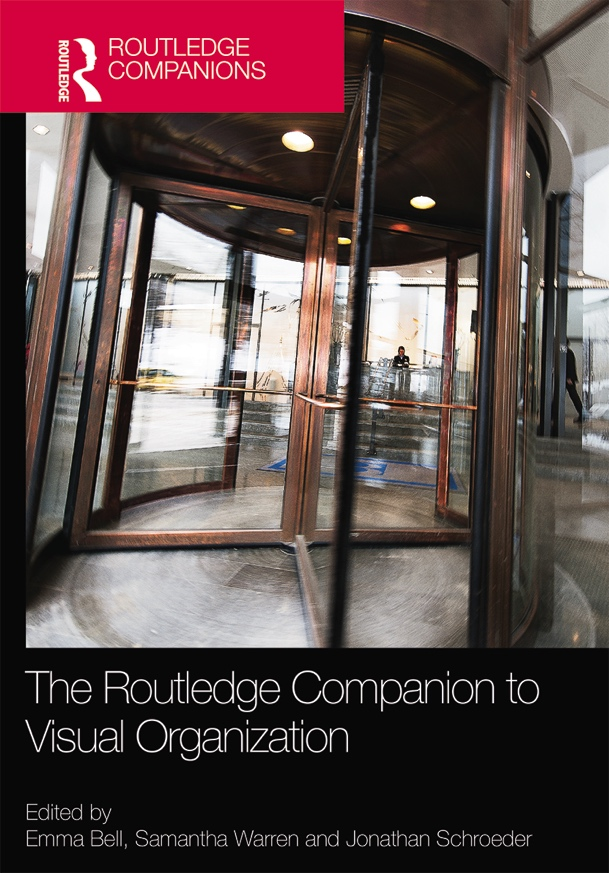 ROUTLEDGE
ROUTLEDGE
COMPANIONS
The Routledge Companion to
Visual Organization
Edited by
Emma Bell, Samantha Warren and Jonathan Schroeder